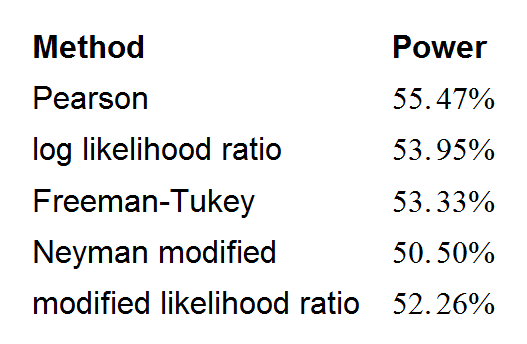 Method Power
Pearson 55.47%
log likelihood ratio 53.95%
Freeman-Tukey 53.33%
Neyman modified 50.50%
modified likelihood ratio 52.26%